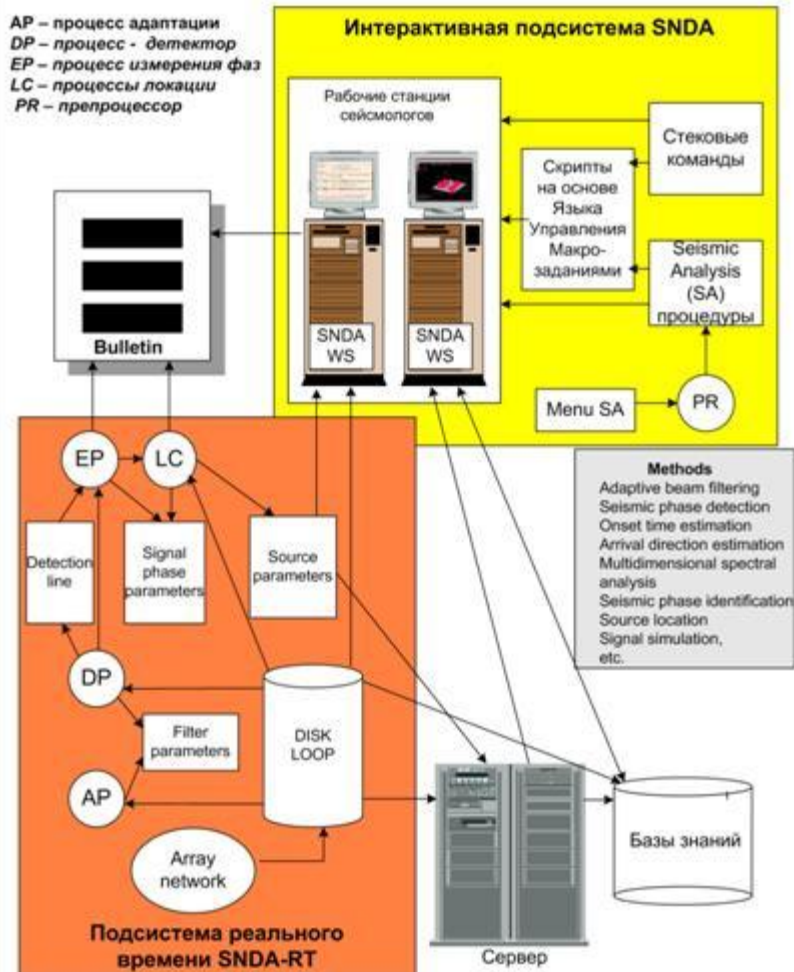 AP – процесс адаптации
DP – процесс - детектор
EP – процесс измерения фаз
LC – процессы локации
PR – препроцессор
Интерактивная подсистема SNDA
Рабочие станции
сейсмологов
SNDA
WS
SNDA
WS
Стековые
команды
Скрипты
на основе
Языка
Управления
Макро-
заданиями
Seismic
Analysis
(SA)
процедуры
Menu SA
PR
Bulletin
EP
LC
Detection
line
Signal
phase
parameters
Source
parameters
DP
Filter
parameters
AP
DISK
LOOP
Array
network
Подсистема реального
времени SNDA-RT
Methods
Adaptive beam filtering
Seismic phase detection
Onset time estimation
Arrival direction estimation
Multidimensional spectral
analysis
Seismic phase identification
Source location
Signal simulation,
etc.
Сервер
Базы знаний